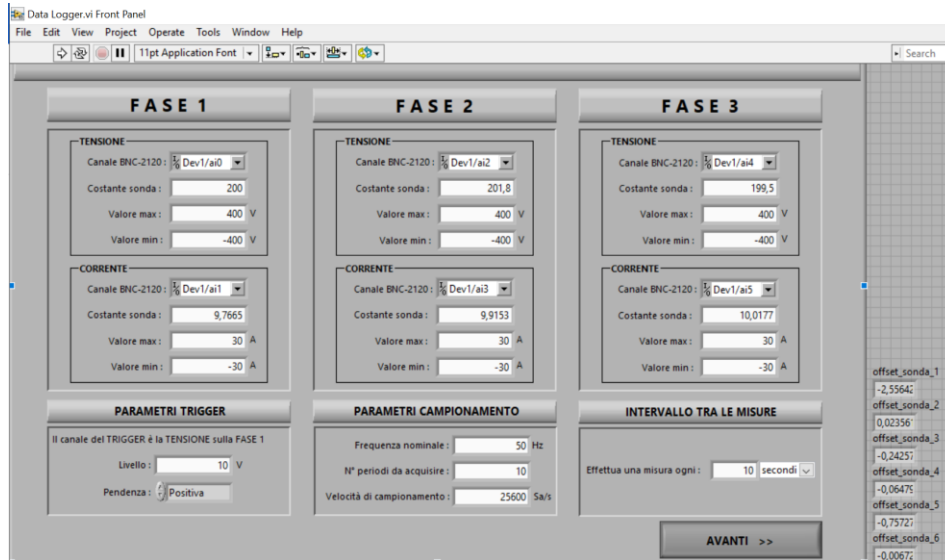 Data Logger.vi Front Panel
File Edit View Project Operate Tools Window Help
11pt Application Font
Search
FASE 1
TENSIONE
Canale BNC-2120 : Dev1/ai0
Costante sonda : 200
Valore max : 400 V
Valore min : -400 V
CORRENTE
Canale BNC-2120 : Dev1/ai1
Costante sonda : 9,7665
Valore max : 30 A
Valore min : -30 A
FASE 2
TENSIONE
Canale BNC-2120 : Dev1/ai2
Costante sonda : 201,8
Valore max : 400 V
Valore min : -400 V
CORRENTE
Canale BNC-2120 : Dev1/ai3
Costante sonda : 9,9153
Valore max : 30 A
Valore min : -30 A
FASE 3
TENSIONE
Canale BNC-2120 : Dev1/ai4
Costante sonda : 199,5
Valore max : 400 V
Valore min : -400 V
CORRENTE
Canale BNC-2120 : Dev1/ai5
Costante sonda : 10,0177
Valore max : 30 A
Valore min : -30 A
PARAMETRI TRIGGER
Il canale del TRIGGER è la TENSIONE sulla FASE 1
Livello : 10 V
Pendenza : Positiva
PARAMETRI CAMPIONAMENTO
Frequenza nominale : 50 Hz
N° periodi da acquisire : 10
Velocità di campionamento : 25600 Sa/s
INTERVALLO TRA LE MISURE
Effettua una misura ogni : 10 secondi
AVANTI >>
offset_sonda_1
offset_sonda_2
offset_sonda_3
offset_sonda_4
offset_sonda_5
offset_sonda_6